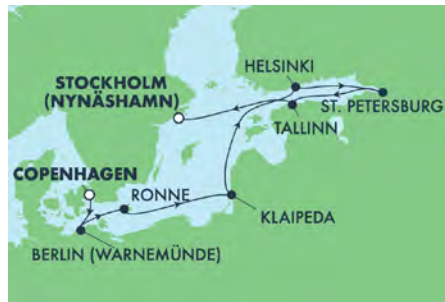 HELSINKI
STOCKHOLM
(NYNÄSHAMN)
ST. PETERSBURG
TALLINN
COPENHAGEN
RONNE
KLAIPEDA
BERLIN (WARNEMÜNDE)